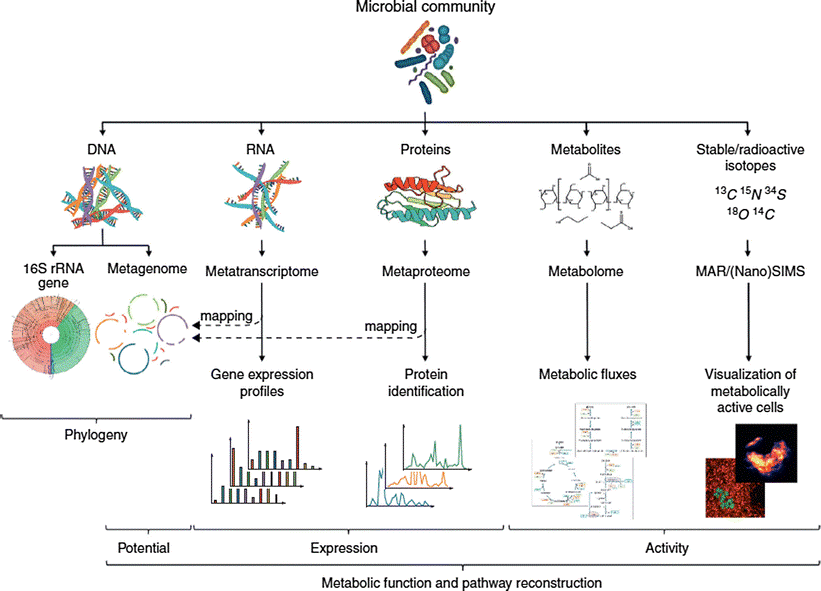 Microbial community
DNA
RNA
Proteins
Metabolites
Stable/radioactive
isotopes
¹³C ¹⁵N ³⁴S
¹⁸O ¹⁴C
16S rRNA
gene
Metagenome
Metatranscriptome
Metaproteome
Metabolome
MAR/(Nano)SIMS
mapping
mapping
Gene expression
profiles
Protein
identification
Metabolic fluxes
Visualization of
metabolically
active cells
Phylogeny
Potential
Expression
Activity
Metabolic function and pathway reconstruction